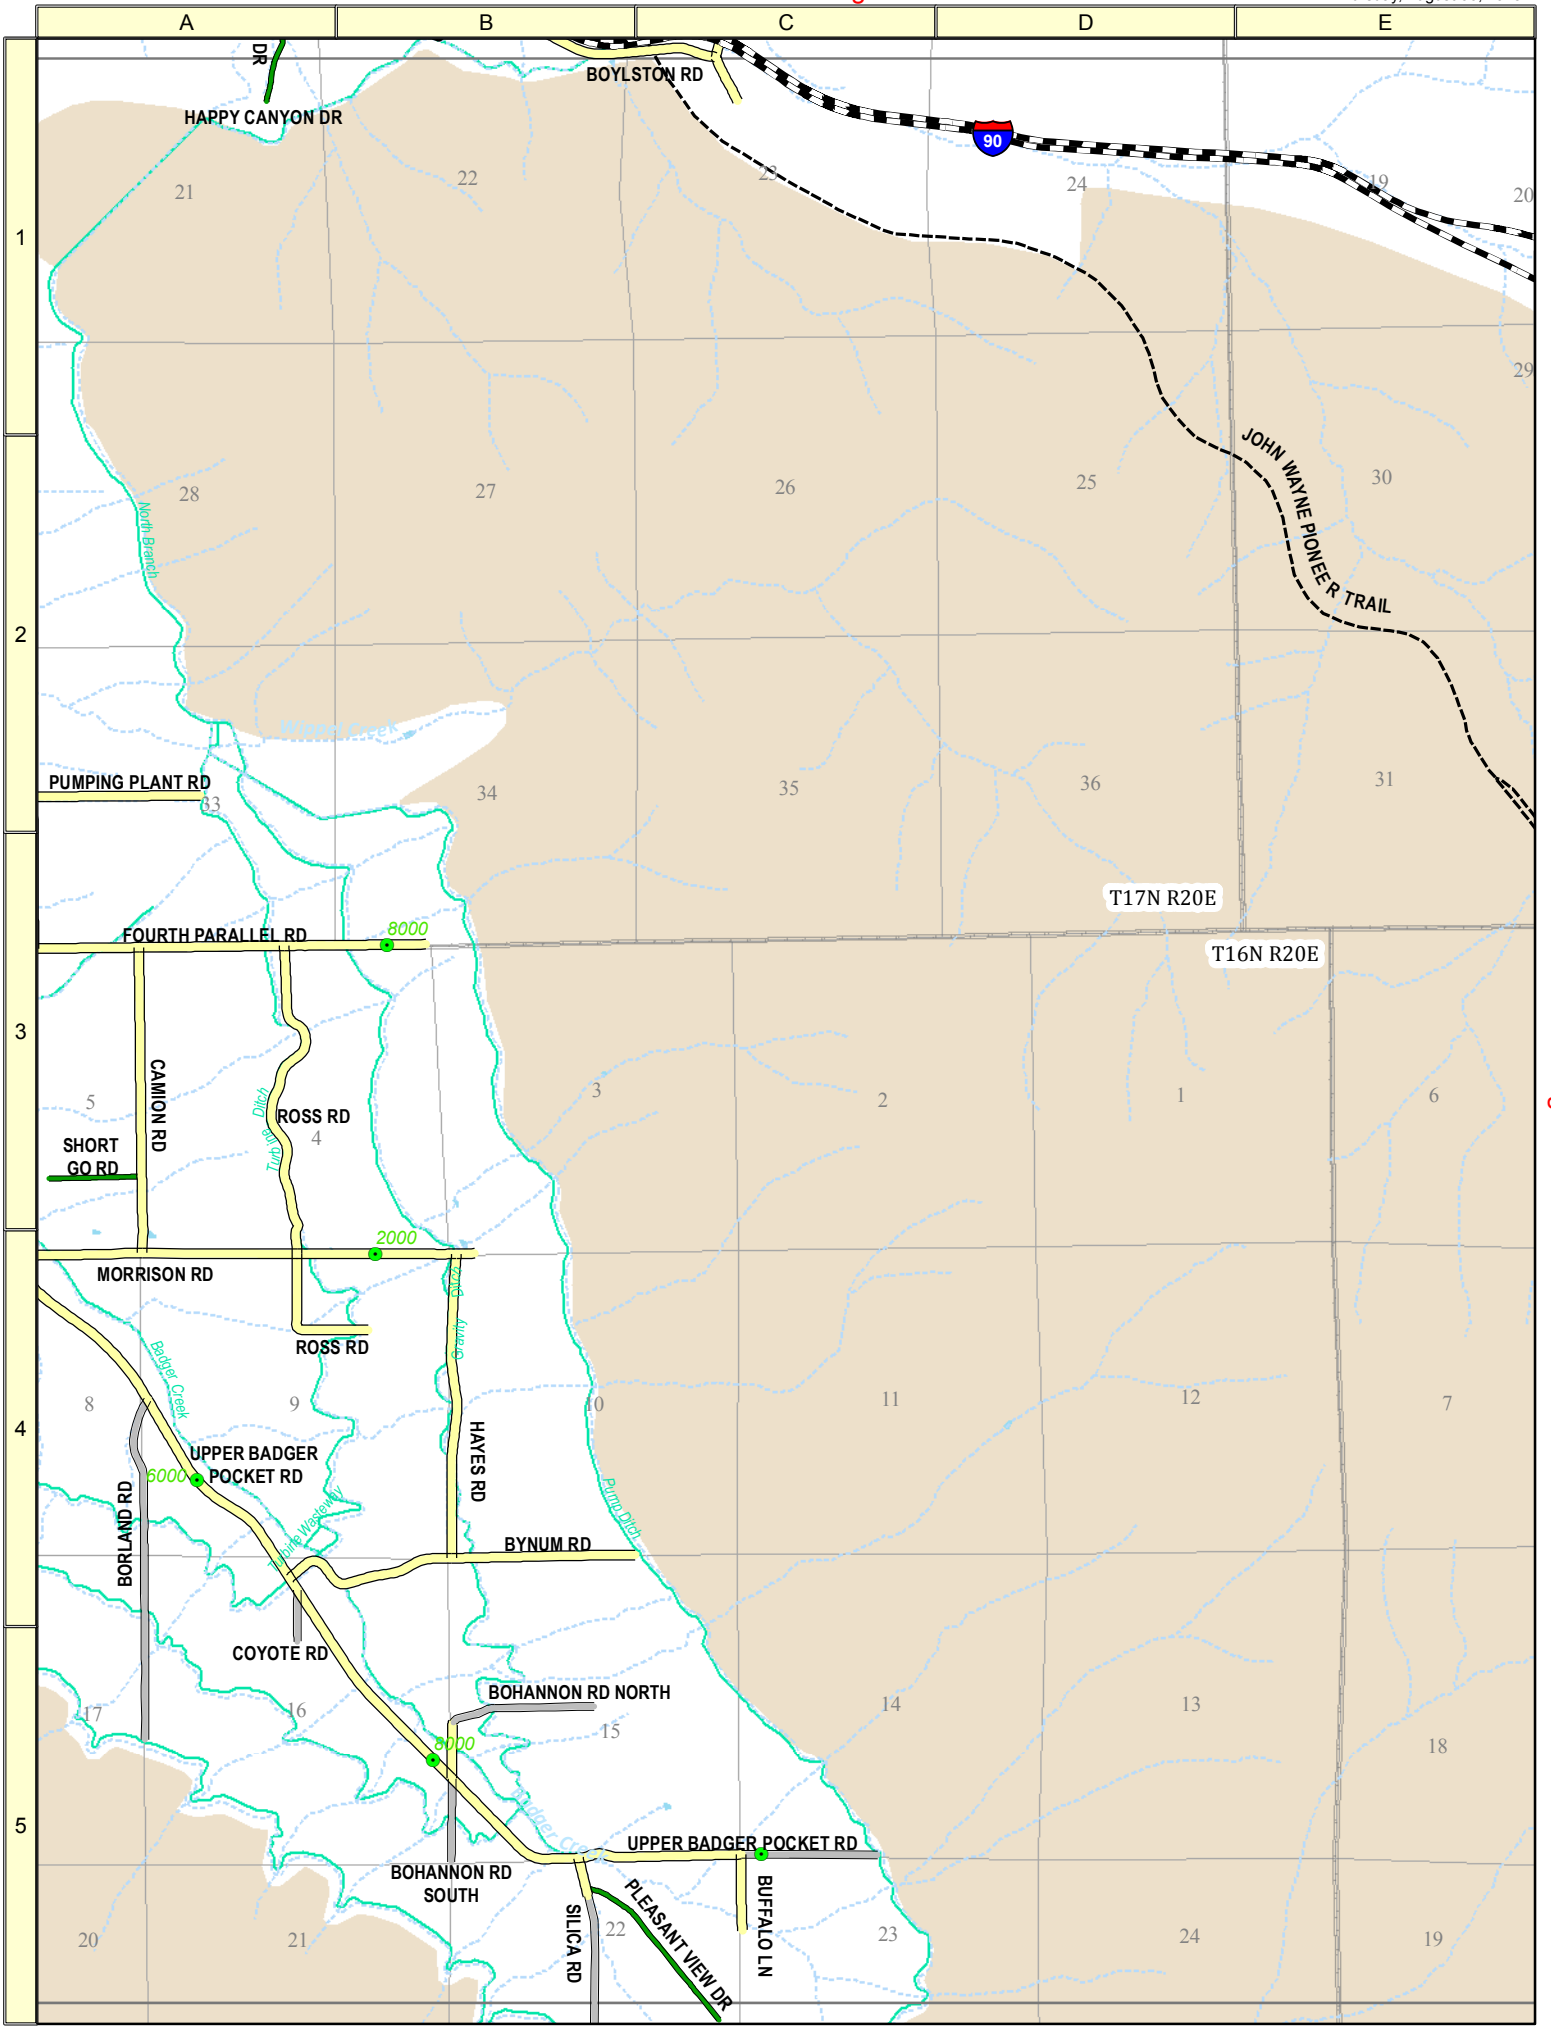 A
B
C
D
E
DR
BOYLSTON RD
HAPPY CANYON DR
90
21
22
23
24
19
20
1
29
JOHN WAYNE PIONEER TRAIL
28
27
26
25
30
North Branch
2
Wippel Creek
PUMPING PLANT RD
33
34
35
36
31
T17N R20E
FOURTH PARALLEL RD
8000
T16N R20E
3
CAMION RD
5
Turbine Ditch
ROSS RD
4
3
2
1
6
SHORT
GO RD
2000
MORRISON RD
Gravity Ditch
ROSS RD
Badger Creek
8
9
10
11
12
7
4
HAYES RD
UPPER BADGER
POCKET RD
6000
BORLAND RD
Turbine Wasteway
Pump Ditch
BYNUM RD
COYOTE RD
BOHANNON RD NORTH
17
16
15
14
13
18
8000
Badger Creek
5
UPPER BADGER POCKET RD
BOHANNON RD
SOUTH
SILICA RD
PLEASANT VIEW DR
BUFFALO LN
20
21
22
23
24
19